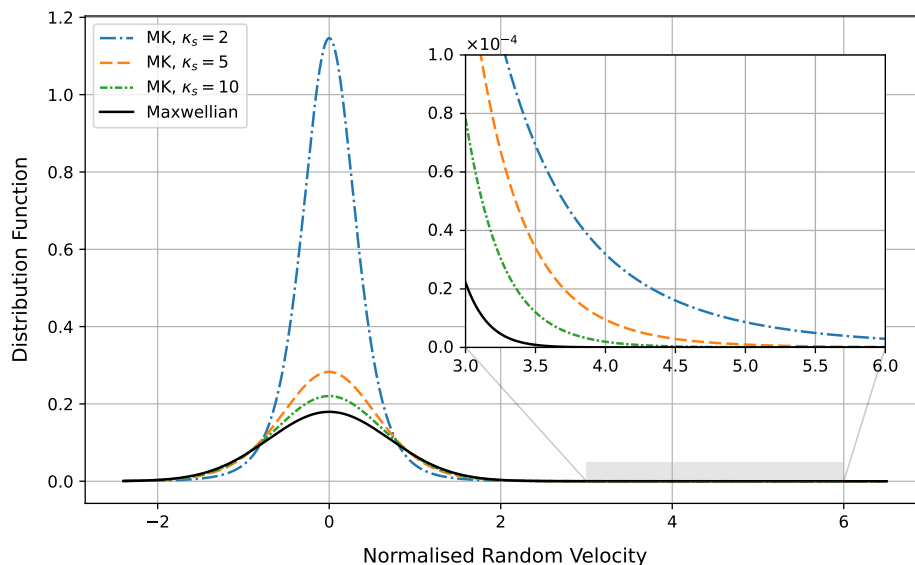 1.2
1.0
0.8
0.6
0.4
0.2
0.0
Distribution Function
MK, κₛ = 2
MK, κₛ = 5
MK, κₛ = 10
Maxwellian
×10⁻⁴
1.0
0.8
0.6
0.4
0.2
0.0
3.0 3.5 4.0 4.5 5.0 5.5 6.0
−2 0 2 4 6
Normalised Random Velocity